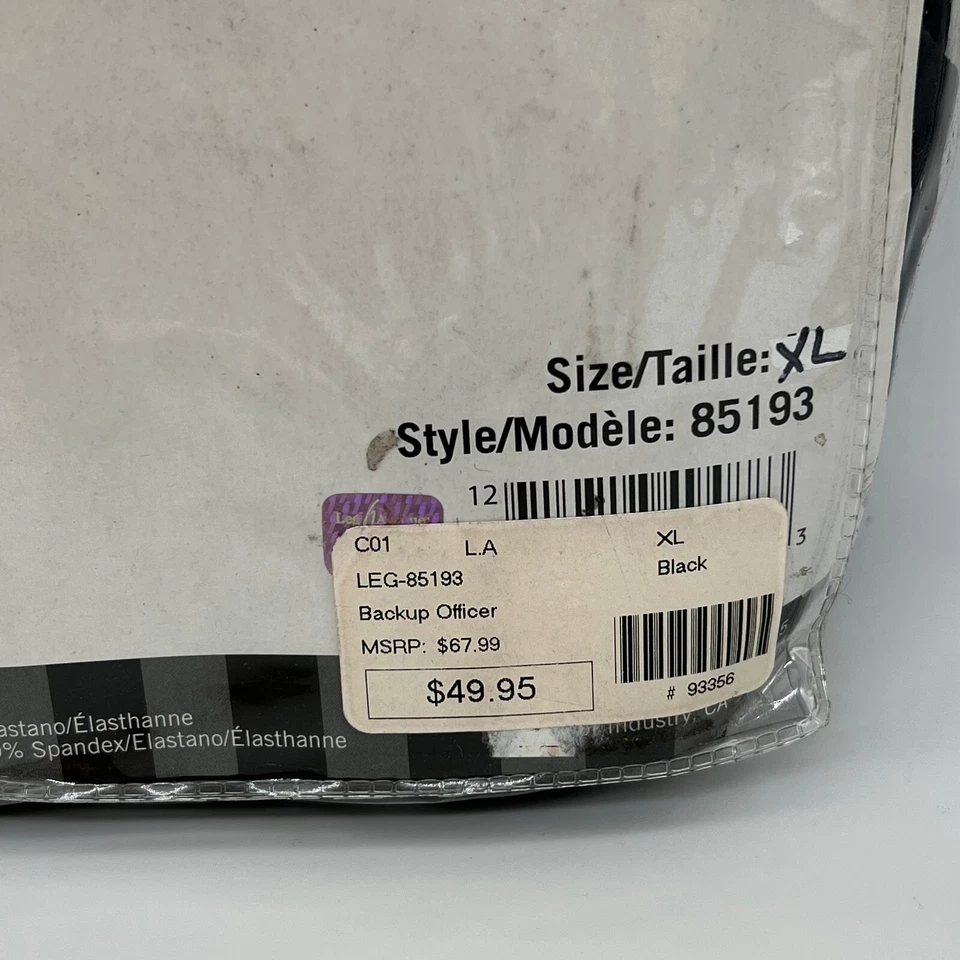 Size/Taille: XL
Style/Modèle: 85193
12
3
C01 L.A XL
LEG-85193 Black
Backup Officer
MSRP: $67.99
$49.95
# 93356
astano/Élasthanne
% Spandex/Elastano/Élasthanne
Industry, CA